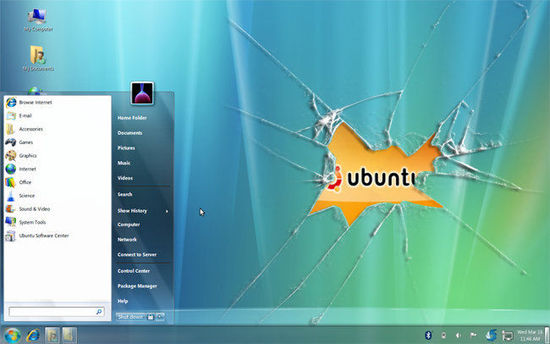 My Computer
My Documents
Browse Internet
E-mail
Accessories
Games
Graphics
Internet
Office
Science
Sound & Video
System Tools
Ubuntu Software Center
Home Folder
Documents
Pictures
Music
Videos
Search
Show History
Computer
Network
Connect to Server
Control Center
Package Manager
Help
Shut down
ubuntu
Wed Mar
11:46 AM